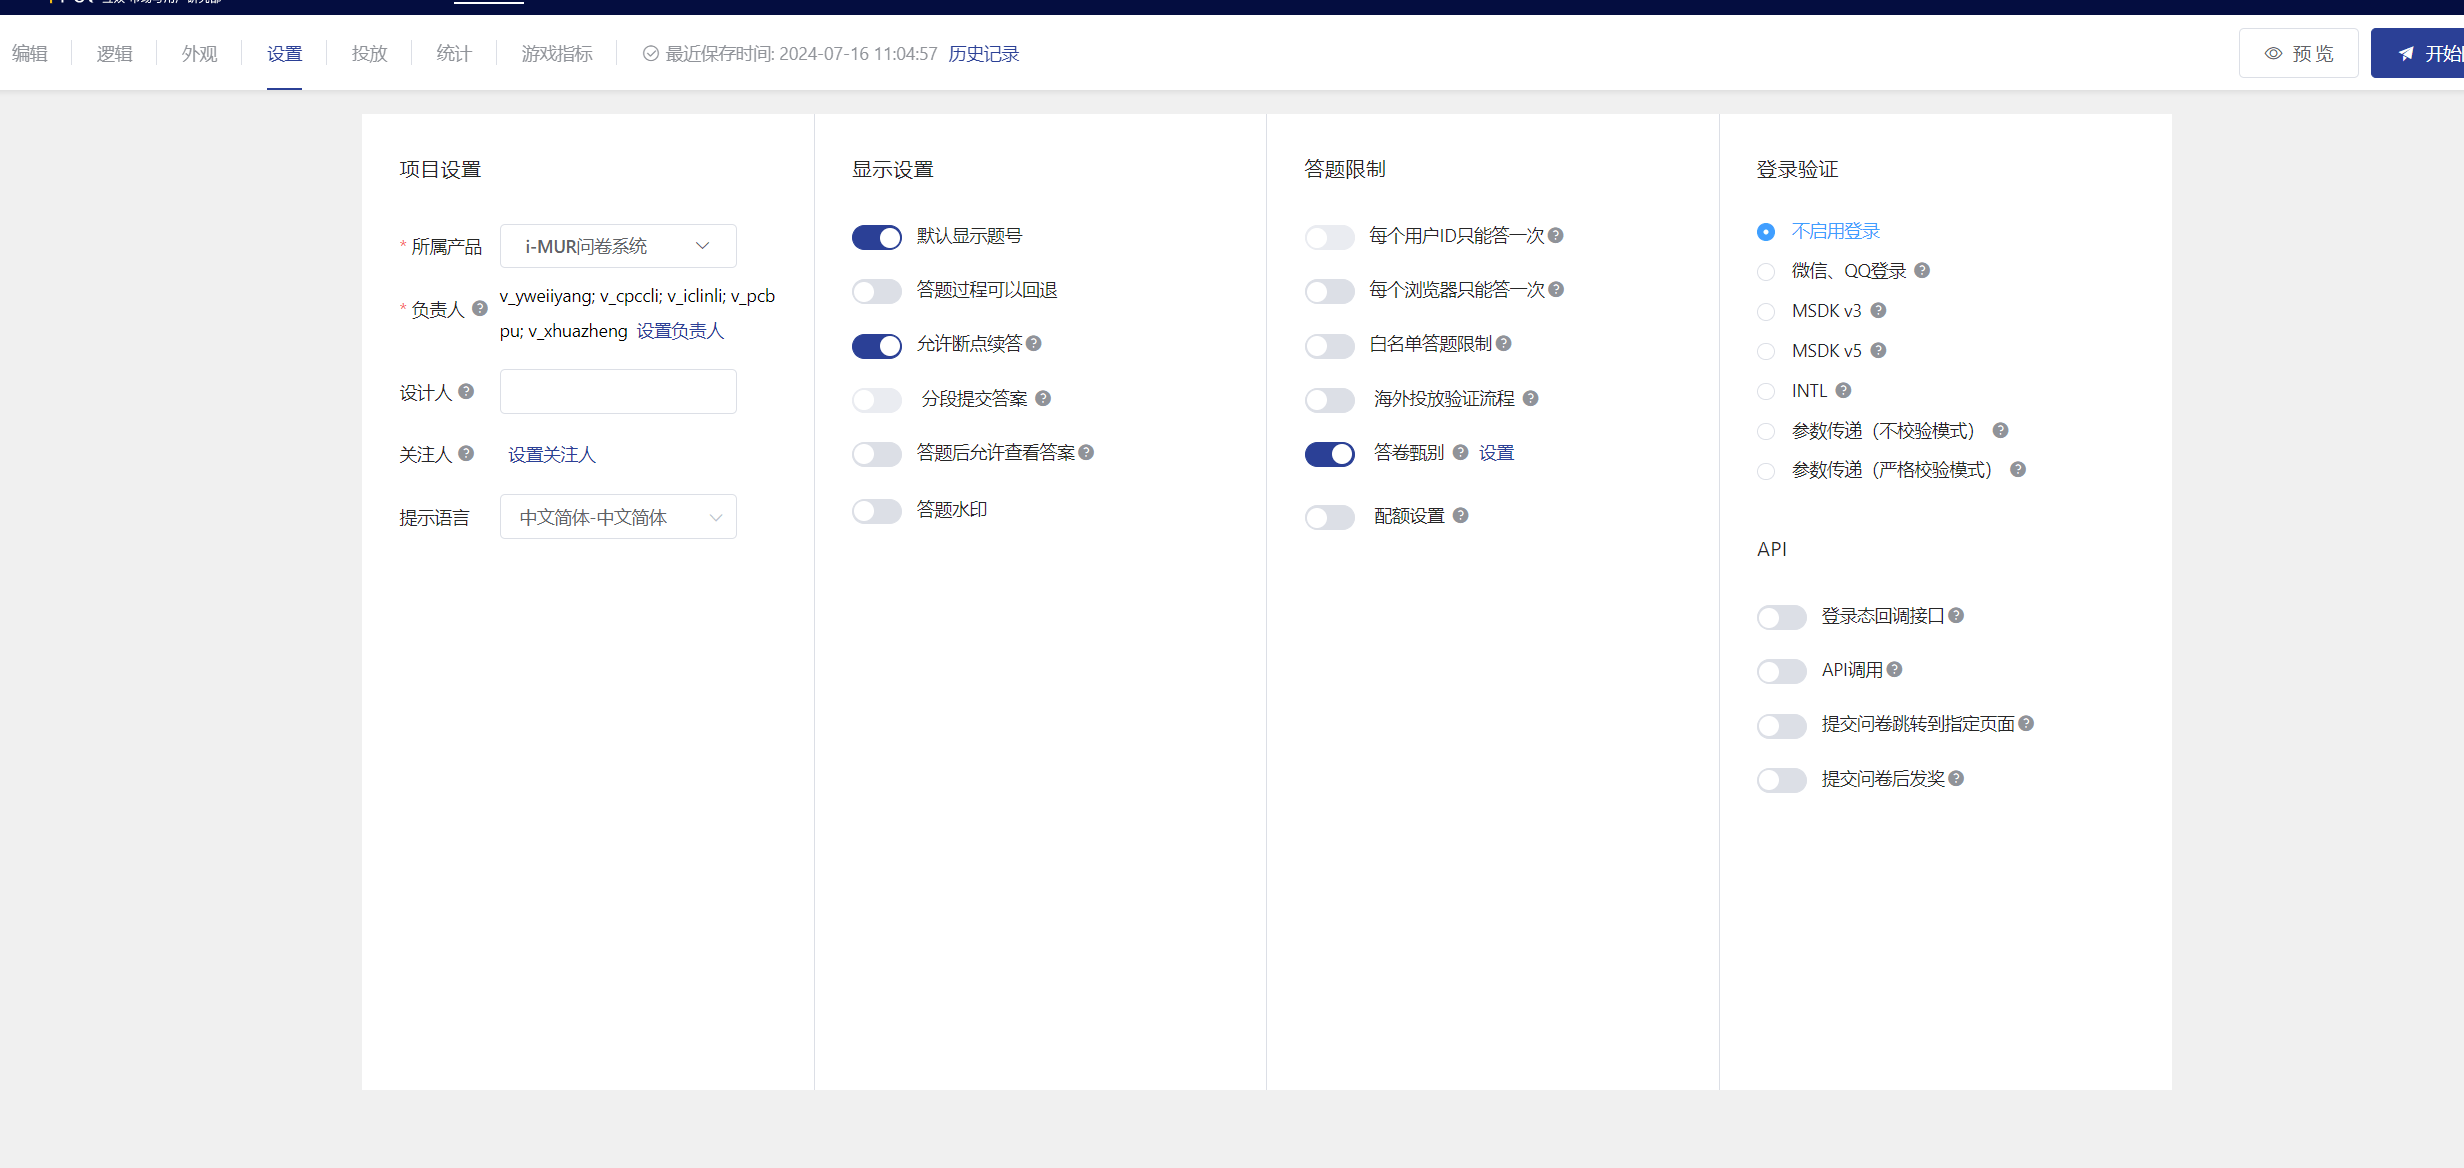 编辑
逻辑
外观
设置
投放
统计
游戏指标
最近保存时间: 2024-07-16 11:04:57 历史记录
预 览
项目设置
* 所属产品
i-MUR问卷系统
* 负责人
v_yweiiyang; v_cpccli; v_iclinli; v_pcb
pu; v_xhuazheng 设置负责人
设计人
关注人
设置关注人
提示语言
中文简体-中文简体
显示设置
默认显示题号
答题过程可以回退
允许断点续答
分段提交答案
答题后允许查看答案
答题水印
答题限制
每个用户ID只能答一次
每个浏览器只能答一次
白名单答题限制
海外投放验证流程
答卷甄别 设置
配额设置
登录验证
不启用登录
微信、QQ登录
MSDK v3
MSDK v5
INTL
参数传递（不校验模式）
参数传递（严格校验模式）
API
登录态回调接口
API调用
提交问卷跳转到指定页面
提交问卷后发奖
开始